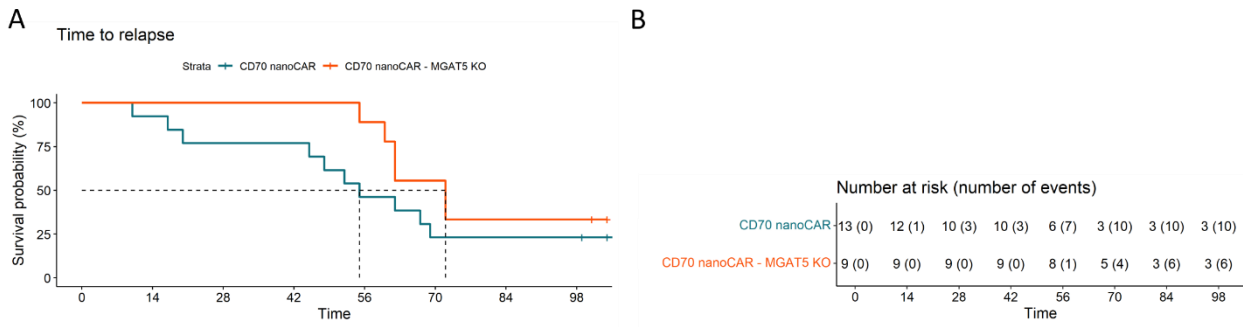 A
Time to relapse
Strata CD70 nanoCAR CD70 nanoCAR - MGAT5 KO
Survival probability (%)
100
75
50
25
0
0 14 28 42 56 70 84 98
Time
B
Number at risk (number of events)
CD70 nanoCAR 13 (0) 12 (1) 10 (3) 10 (3) 6 (7) 3 (10) 3 (10) 3 (10)
CD70 nanoCAR - MGAT5 KO 9 (0) 9 (0) 9 (0) 9 (0) 8 (1) 5 (4) 3 (6) 3 (6)
0 14 28 42 56 70 84 98
Time